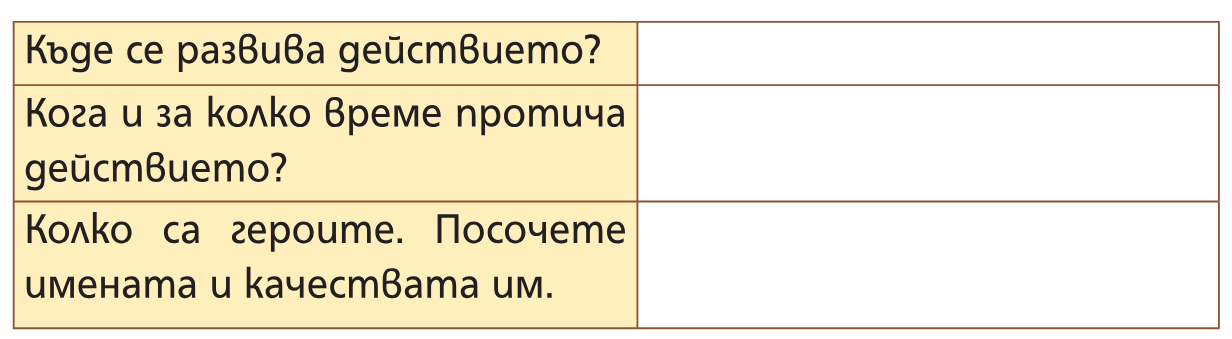 Къде се развива действието?
Кога и за колко време протича
действието?
Колко са героите. Посочете
имената и качествата им.